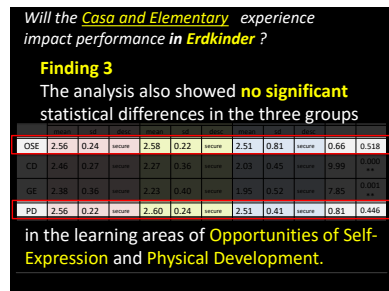 Will the Casa and Elementary experience
impact performance in Erdkinder ?
Finding 3
The analysis also showed no significant
statistical differences in the three groups
mean sd desc mean sd desc mean sd desc
OSE 2.56 0.24 secure 2.58 0.22 secure 2.51 0.81 secure 0.66 0.518
CD 2.46 0.27 secure 2.27 0.36 secure 2.03 0.45 secure 9.99 0.000 **
GE 2.38 0.36 secure 2.23 0.40 secure 1.95 0.52 secure 7.85 0.001 **
PD 2.56 0.22 secure 2..60 0.24 secure 2.51 0.41 secure 0.81 0.446
in the learning areas of Opportunities of Self-
Expression and Physical Development.